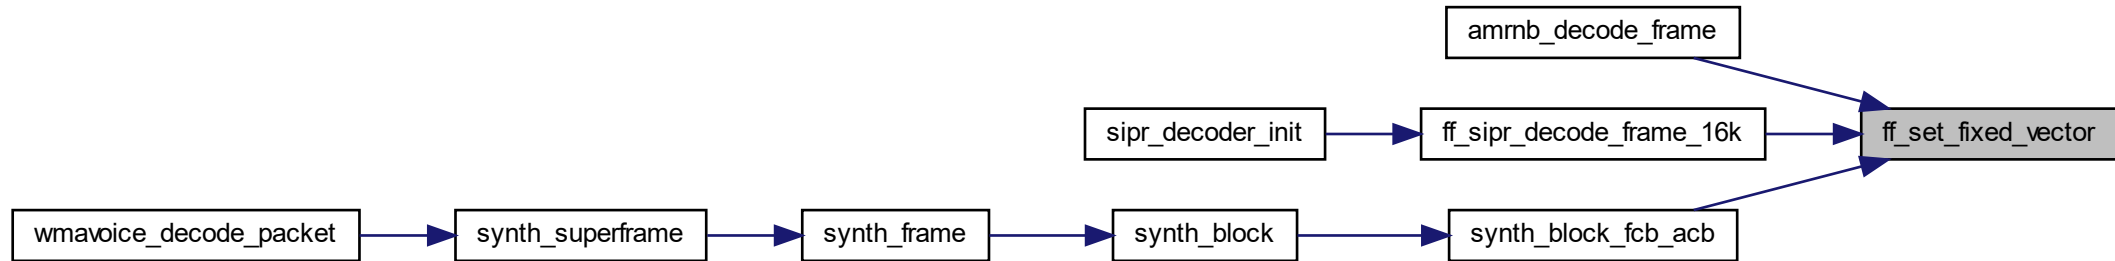 amrnb_decode_frame
sipr_decoder_init
ff_sipr_decode_frame_16k
ff_set_fixed_vector
wmavoice_decode_packet
synth_superframe
synth_frame
synth_block
synth_block_fcb_acb